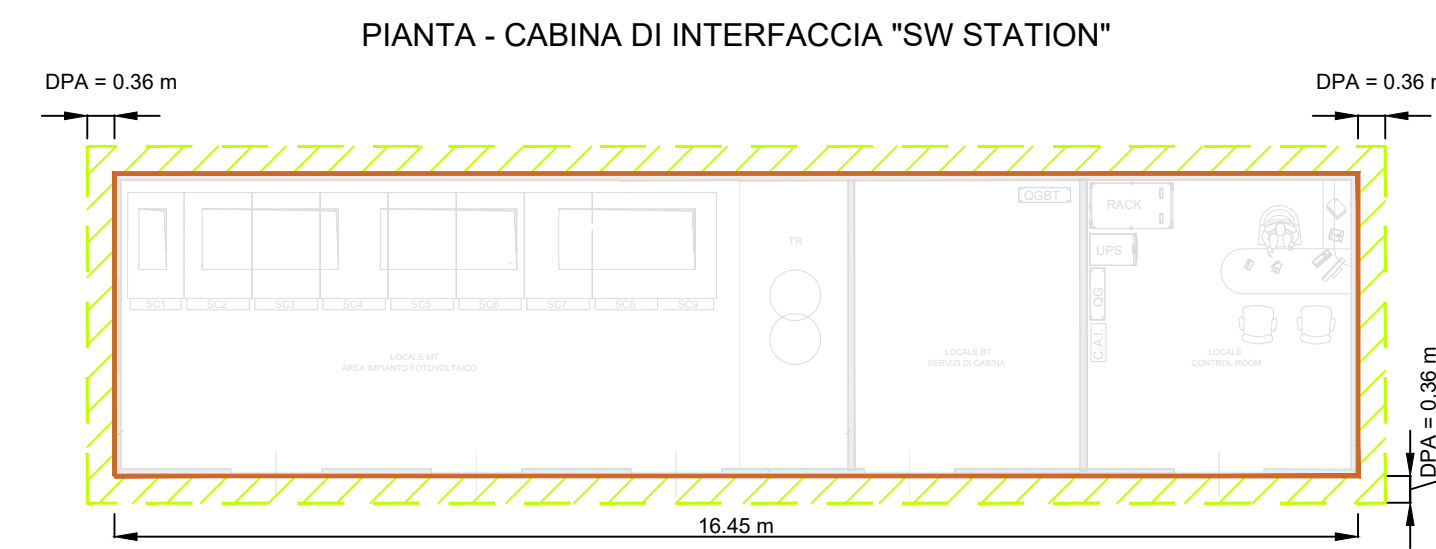 PIANTA - CABINA DI INTERFACCIA "SW STATION"
DPA = 0.36 m
DPA = 0.36
QGBT
RACK
TR
UPS
QG
C.A.I.
SC1
SC2
SC3
SC4
SC5
SC6
SC7
SC8
SC9
LOCALE MT
AREA IMPIANTO FOTOVOLTAICO
LOCALE BT
SERVIZI DI CABINA
LOCALE
CONTROL ROOM
DPA = 0.36 m
16.45 m